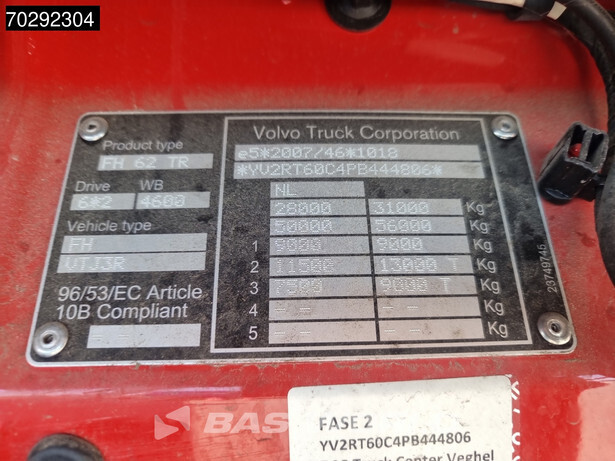 70292304
Volvo Truck Corporation
Product type
FH 62 TR
e5*2007/46*1018
*YV2RT60C4PB444806*
Drive WB
6*2 4600
NL
28000 31000 Kg
50000 56000 Kg
Vehicle type
FH
VTJ3R
1 9000 9000 Kg
2 11500 13000 T Kg
3 7500 9000 T Kg
4 -- -- Kg
5 -- -- Kg
96/53/EC Article
10B Compliant
-- --
23749745
BAS
FASE 2
YV2RT60C4PB444806
Truck Center Veghel